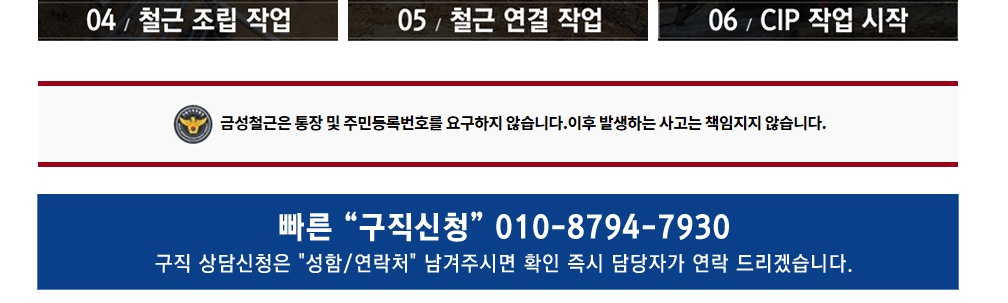 04 / 철근 조립 작업
05 / 철근 연결 작업
06 / CIP 작업 시작
금성철근은 통장 및 주민등록번호를 요구하지 않습니다.이후 발생하는 사고는 책임지지 않습니다.
빠른 “구직신청” 010-8794-7930
구직 상담신청은 "성함/연락처" 남겨주시면 확인 즉시 담당자가 연락 드리겠습니다.